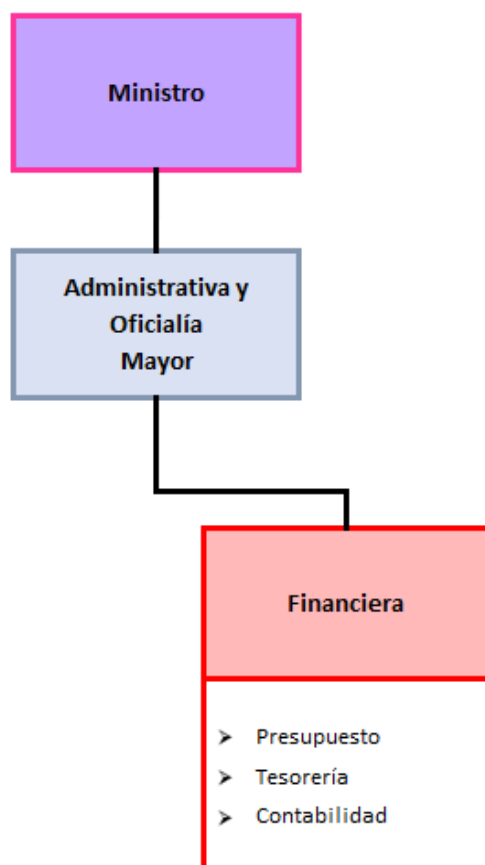 Ministro
Administrativa y
Oficialía
Mayor
Financiera
➢ Presupuesto
➢ Tesorería
➢ Contabilidad